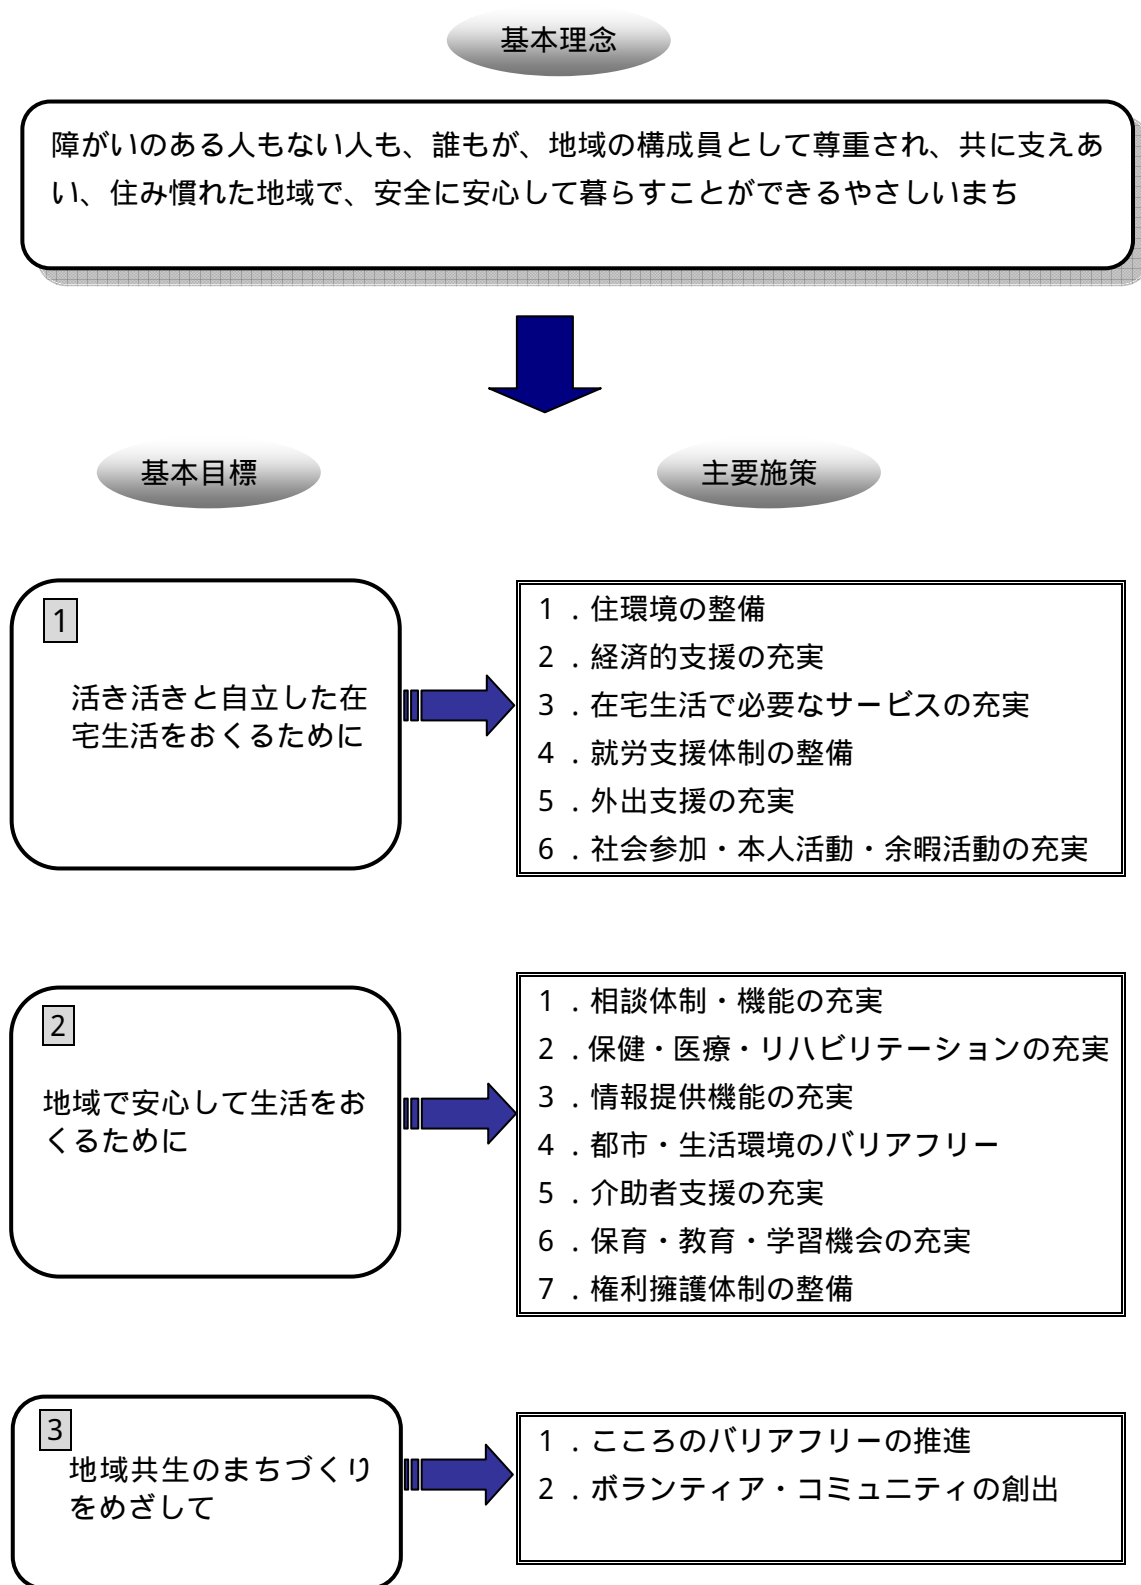 基本理念
障がいのある人もない人も、誰もが、地域の構成員として尊重され、共に支えあ
い、住み慣れた地域で、安全に安心して暮らすことができるやさしいまち
基本目標
主要施策
1
活き活きと自立した在
宅生活をおくるために
1．住環境の整備
2．経済的支援の充実
3．在宅生活で必要なサービスの充実
4．就労支援体制の整備
5．外出支援の充実
6．社会参加・本人活動・余暇活動の充実
2
地域で安心して生活をお
くるために
1．相談体制・機能の充実
2．保健・医療・リハビリテーションの充実
3．情報提供機能の充実
4．都市・生活環境のバリアフリー
5．介助者支援の充実
6．保育・教育・学習機会の充実
7．権利擁護体制の整備
3
地域共生のまちづくり
をめざして
1．こころのバリアフリーの推進
2．ボランティア・コミュニティの創出